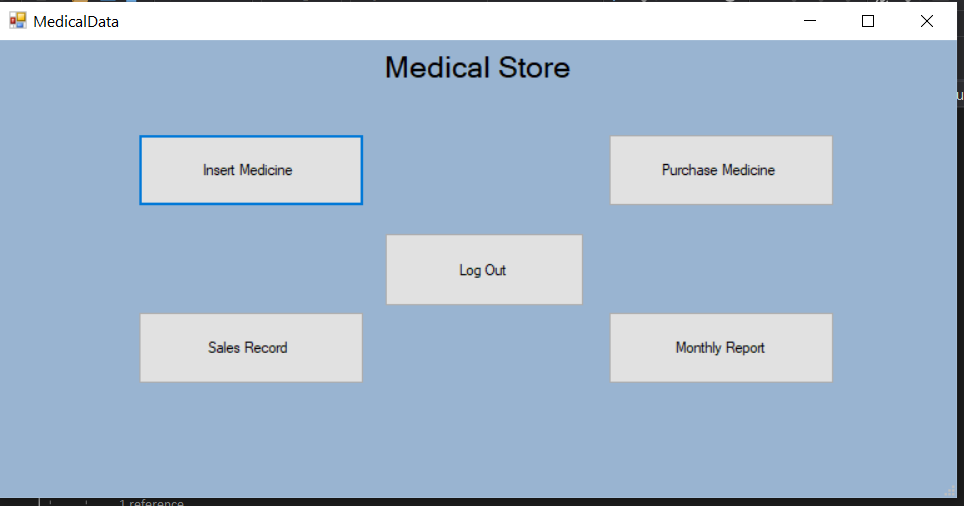 MedicalData
Medical Store
u
Insert Medicine
Purchase Medicine
Log Out
Sales Record
Monthly Report
1 reference